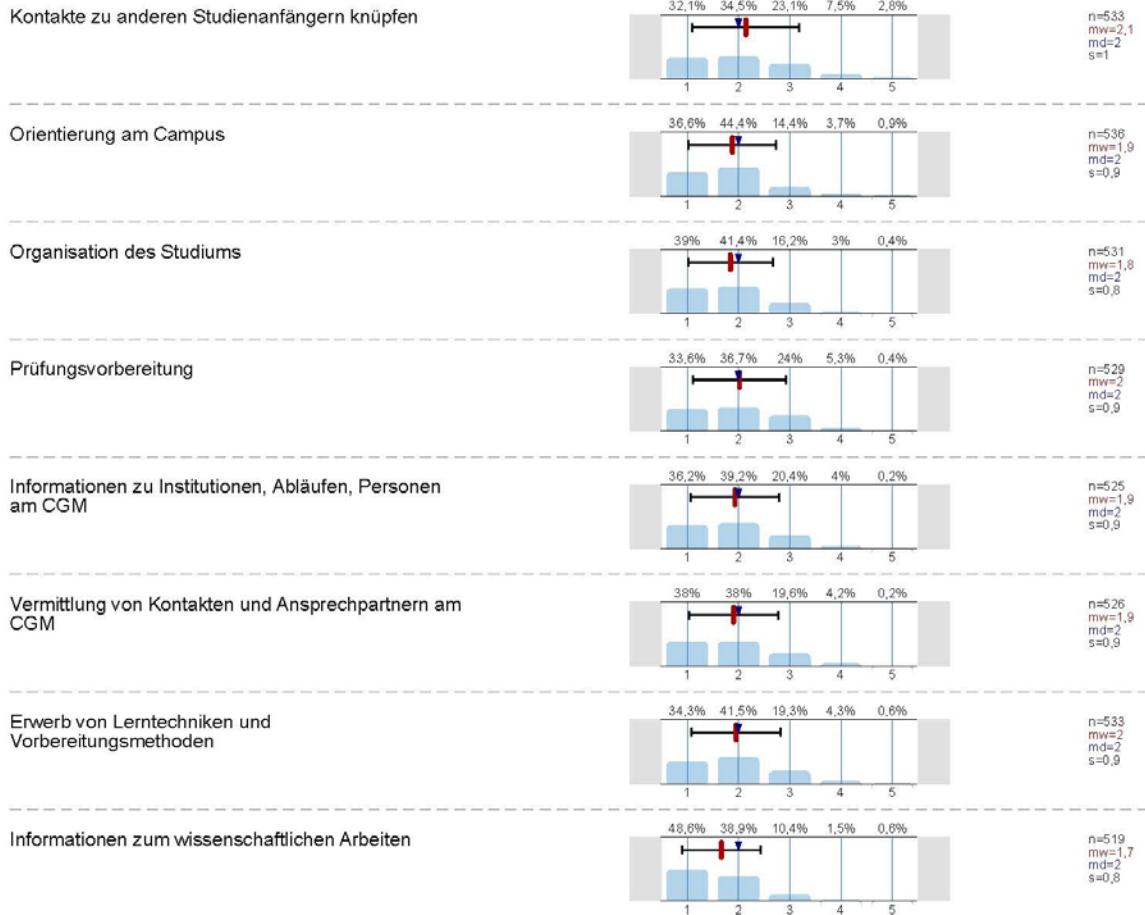 Kontakte zu anderen Studienanfängern knüpfen
32,1% 34,5% 23,1% 7,5% 2,8%
1 2 3 4 5
n=533
mw=2,1
md=2
s=1
Orientierung am Campus
36,6% 44,4% 14,4% 3,7% 0,9%
1 2 3 4 5
n=536
mw=1,9
md=2
s=0,9
Organisation des Studiums
39% 41,4% 16,2% 3% 0,4%
1 2 3 4 5
n=531
mw=1,8
md=2
s=0,8
Prüfungsvorbereitung
33,6% 36,7% 24% 5,3% 0,4%
1 2 3 4 5
n=529
mw=2
md=2
s=0,9
Informationen zu Institutionen, Abläufen, Personen
am CGM
36,2% 39,2% 20,4% 4% 0,2%
1 2 3 4 5
n=525
mw=1,9
md=2
s=0,9
Vermittlung von Kontakten und Ansprechpartnern am
CGM
38% 38% 19,6% 4,2% 0,2%
1 2 3 4 5
n=526
mw=1,9
md=2
s=0,9
Erwerb von Lerntechniken und
Vorbereitungsmethoden
34,3% 41,5% 19,3% 4,3% 0,6%
1 2 3 4 5
n=533
mw=2
md=2
s=0,9
Informationen zum wissenschaftlichen Arbeiten
48,6% 38,9% 10,4% 1,5% 0,6%
1 2 3 4 5
n=519
mw=1,7
md=2
s=0,8